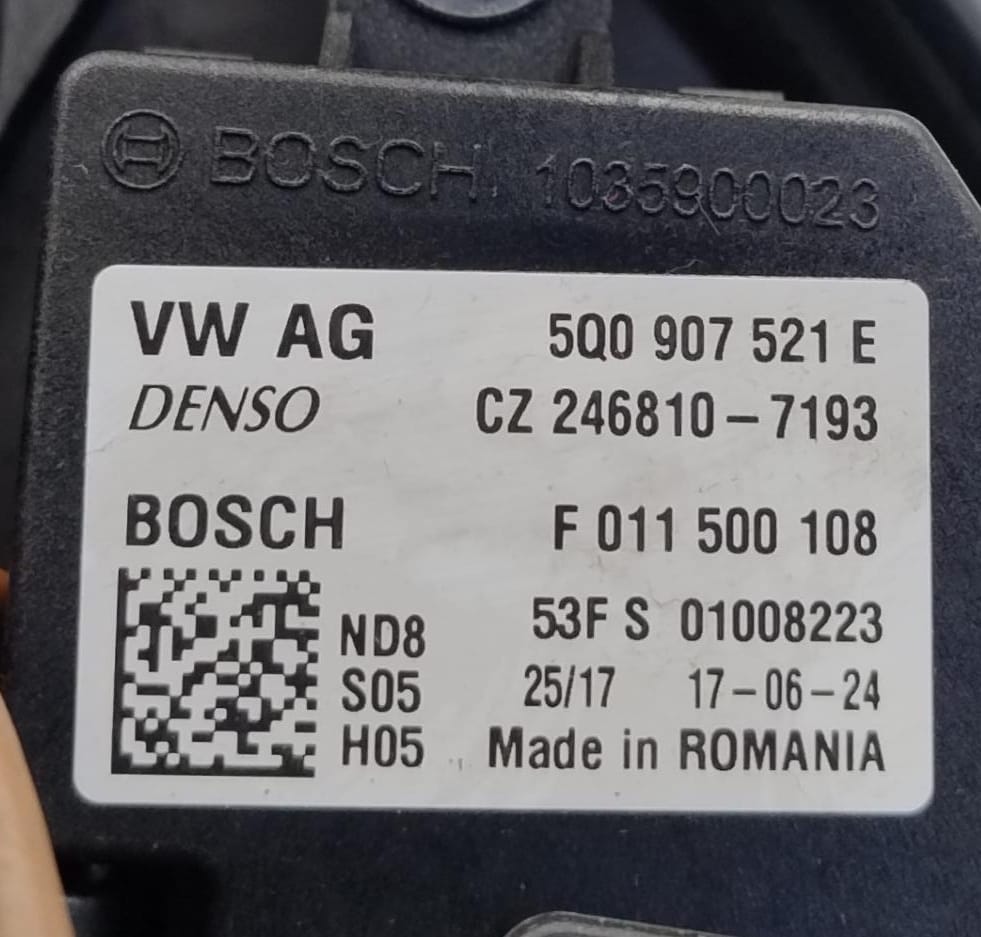 BOSCH 1035900023
VW AG 5Q0 907 521 E
DENSO CZ 246810-7193
BOSCH F 011 500 108
ND8 53F S 01008223
S05 25/17 17-06-24
H05 Made in ROMANIA